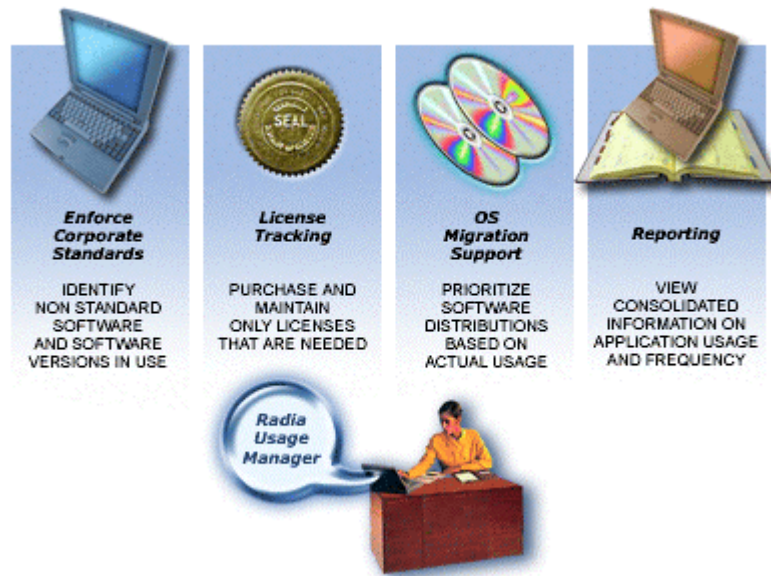 Enforce
Corporate
Standards
IDENTIFY
NON STANDARD
SOFTWARE
AND SOFTWARE
VERSIONS IN USE
SEAL
License
Tracking
PURCHASE AND
MAINTAIN
ONLY LICENSES
THAT ARE NEEDED
OS
Migration
Support
PRIORITIZE
SOFTWARE
DISTRIBUTIONS
BASED ON
ACTUAL USAGE
Reporting
VIEW
CONSOLIDATED
INFORMATION ON
APPLICATION USAGE
AND FREQUENCY
Radia
Usage
Manager